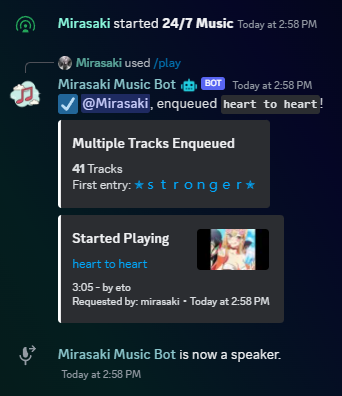 Mirasaki started 24/7 Music Today at 2:58 PM
Mirasaki used /play
Mirasaki Music Bot BOT Today at 2:58 PM
@Mirasaki, enqueued heart to heart!
Multiple Tracks Enqueued
41 Tracks
First entry: ★ｓｔｒｏｎｇｅｒ★
Started Playing
heart to heart
3:05 - by eto
Requested by: mirasaki • Today at 2:58 PM
Mirasaki Music Bot is now a speaker.
Today at 2:58 PM